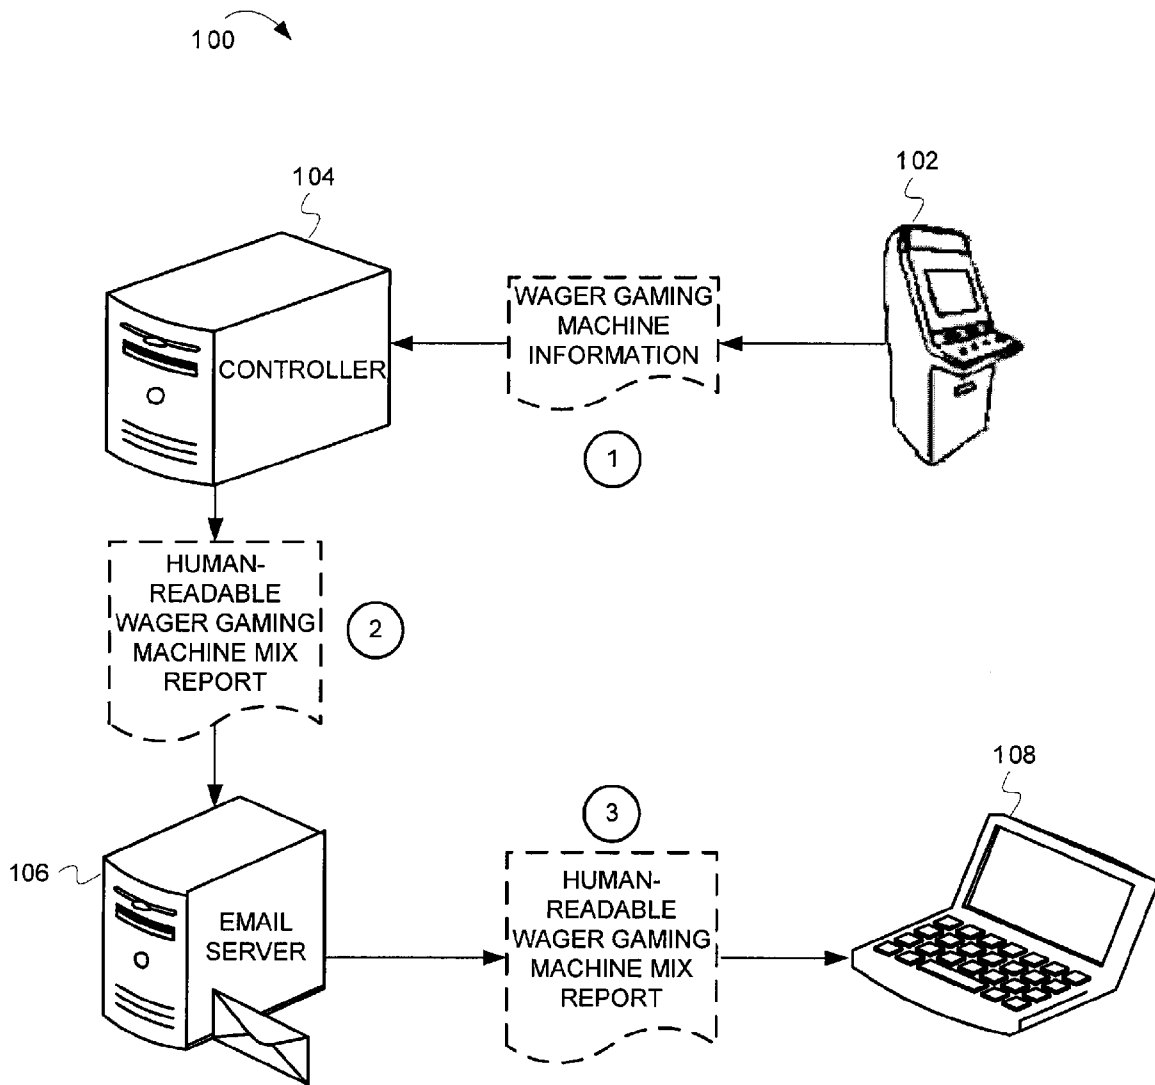 100
104
102
WAGER GAMING
MACHINE
INFORMATION
CONTROLLER
1
HUMAN-
READABLE
WAGER GAMING
MACHINE MIX
REPORT
2
108
3
106
EMAIL
SERVER
HUMAN-
READABLE
WAGER GAMING
MACHINE MIX
REPORT